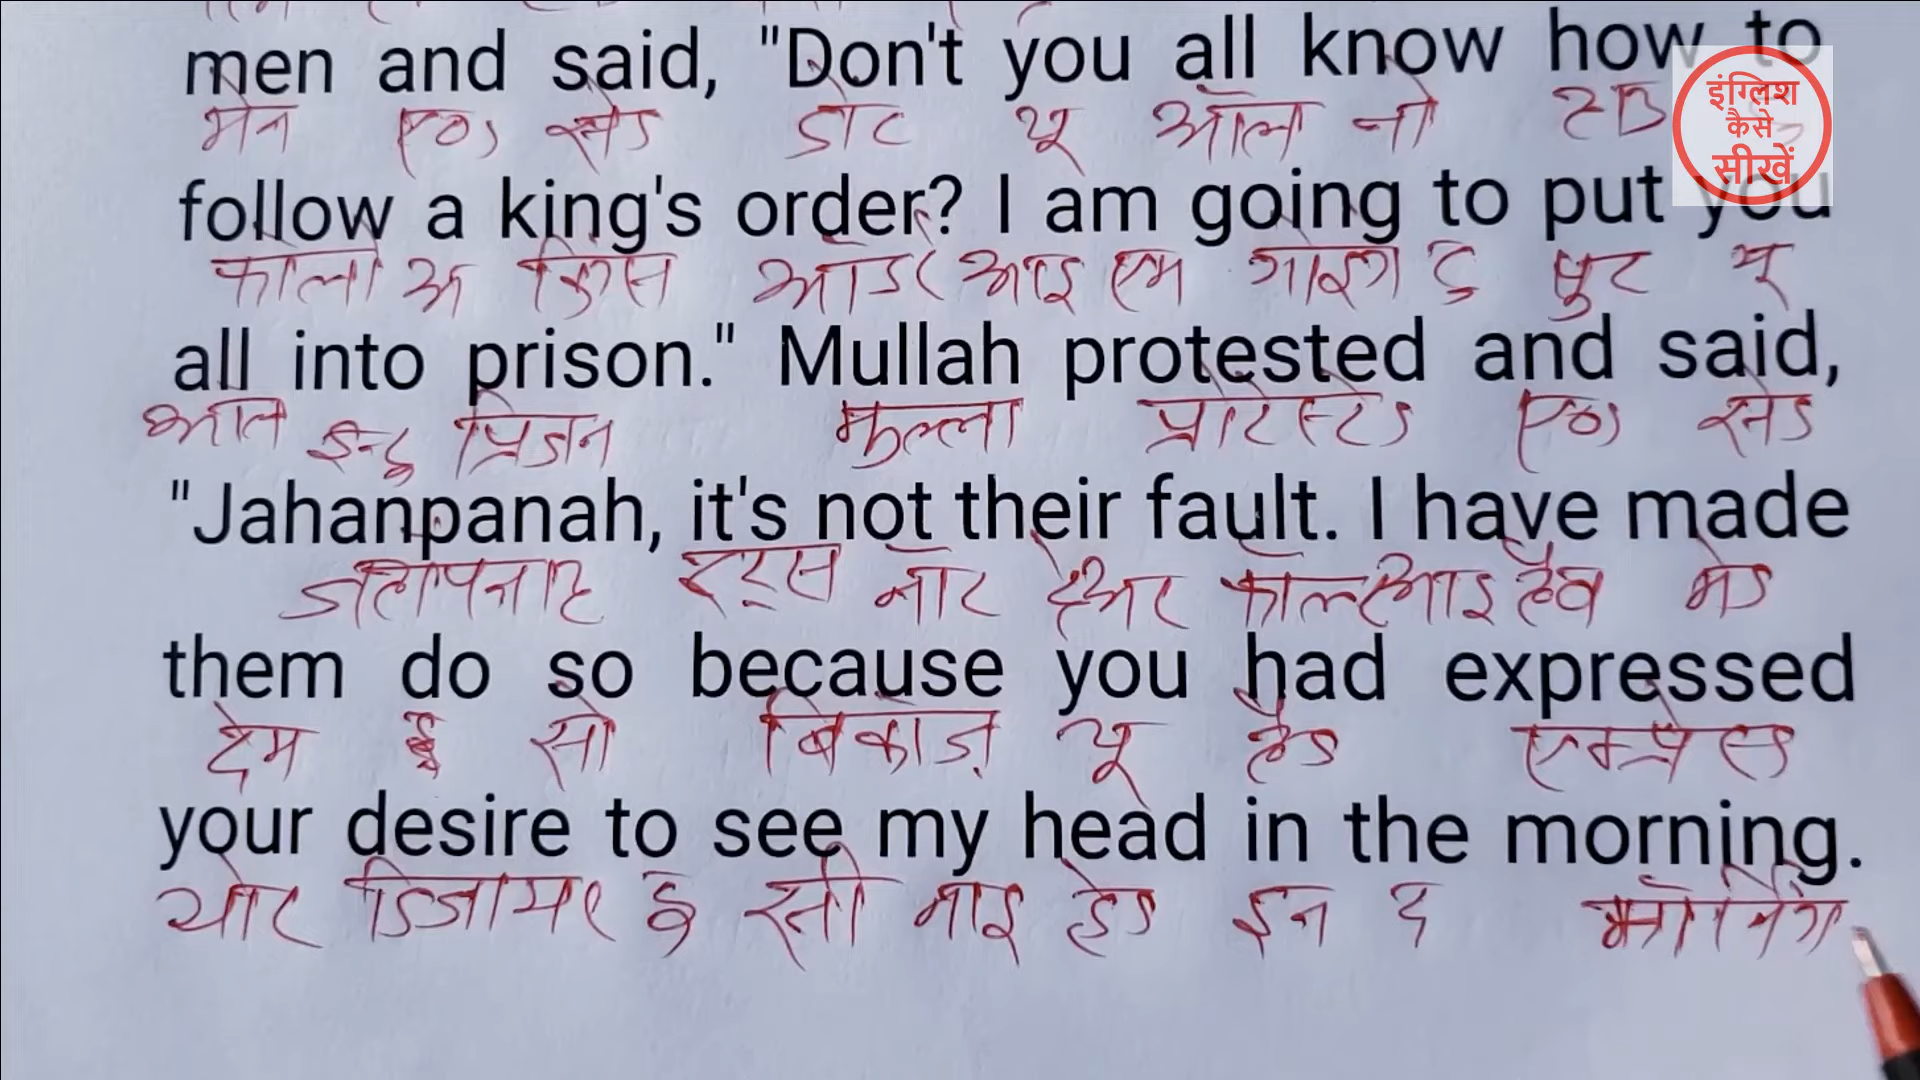 men and said, "Don't you all know how to
मेन एण्ड सेड डोंट यू ऑल नो हाउ
follow a king's order? I am going to put you
फॉलो अ किंग्स ऑर्डर आइ एम गोइंग टु पुट यू
all into prison." Mullah protested and said,
ऑल इन्टु प्रिजन मुल्ला प्रोटेस्टेड एण्ड सेड
"Jahanpanah, it's not their fault. I have made
जहांपनाह इट्स नॉट देअर फॉल्ट आइ हैव मेड
them do so because you had expressed
देम डू सो बिकॉज़ यू हैड एक्सप्रेस्ड
your desire to see my head in the morning.
योर डिजायर टु सी माइ हेड इन द मॉर्निंग
इंग्लिश
कैसे
सीखें